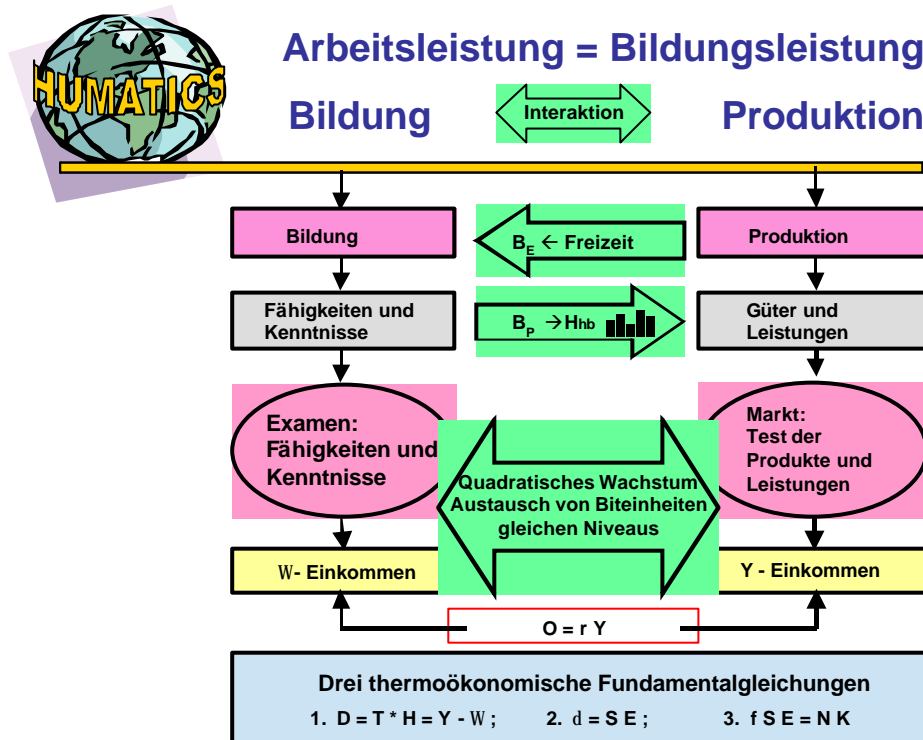 HUMATICS
Arbeitsleistung = Bildungsleistung
Bildung
Interaktion
Produktion
Bildung
B_E ← Freizeit
Produktion
Fähigkeiten und
Kenntnisse
B_P → Hhb
Güter und
Leistungen
Examen:
Fähigkeiten und
Kenntnisse
Quadratisches Wachstum
Austausch von Biteinheiten
gleichen Niveaus
Markt:
Test der
Produkte und
Leistungen
W- Einkommen
Y - Einkommen
O = r Y
Drei thermoökonomische Fundamentalgleichungen
1. D = T * H = Y - W ; 2. d = S E ; 3. f S E = N K